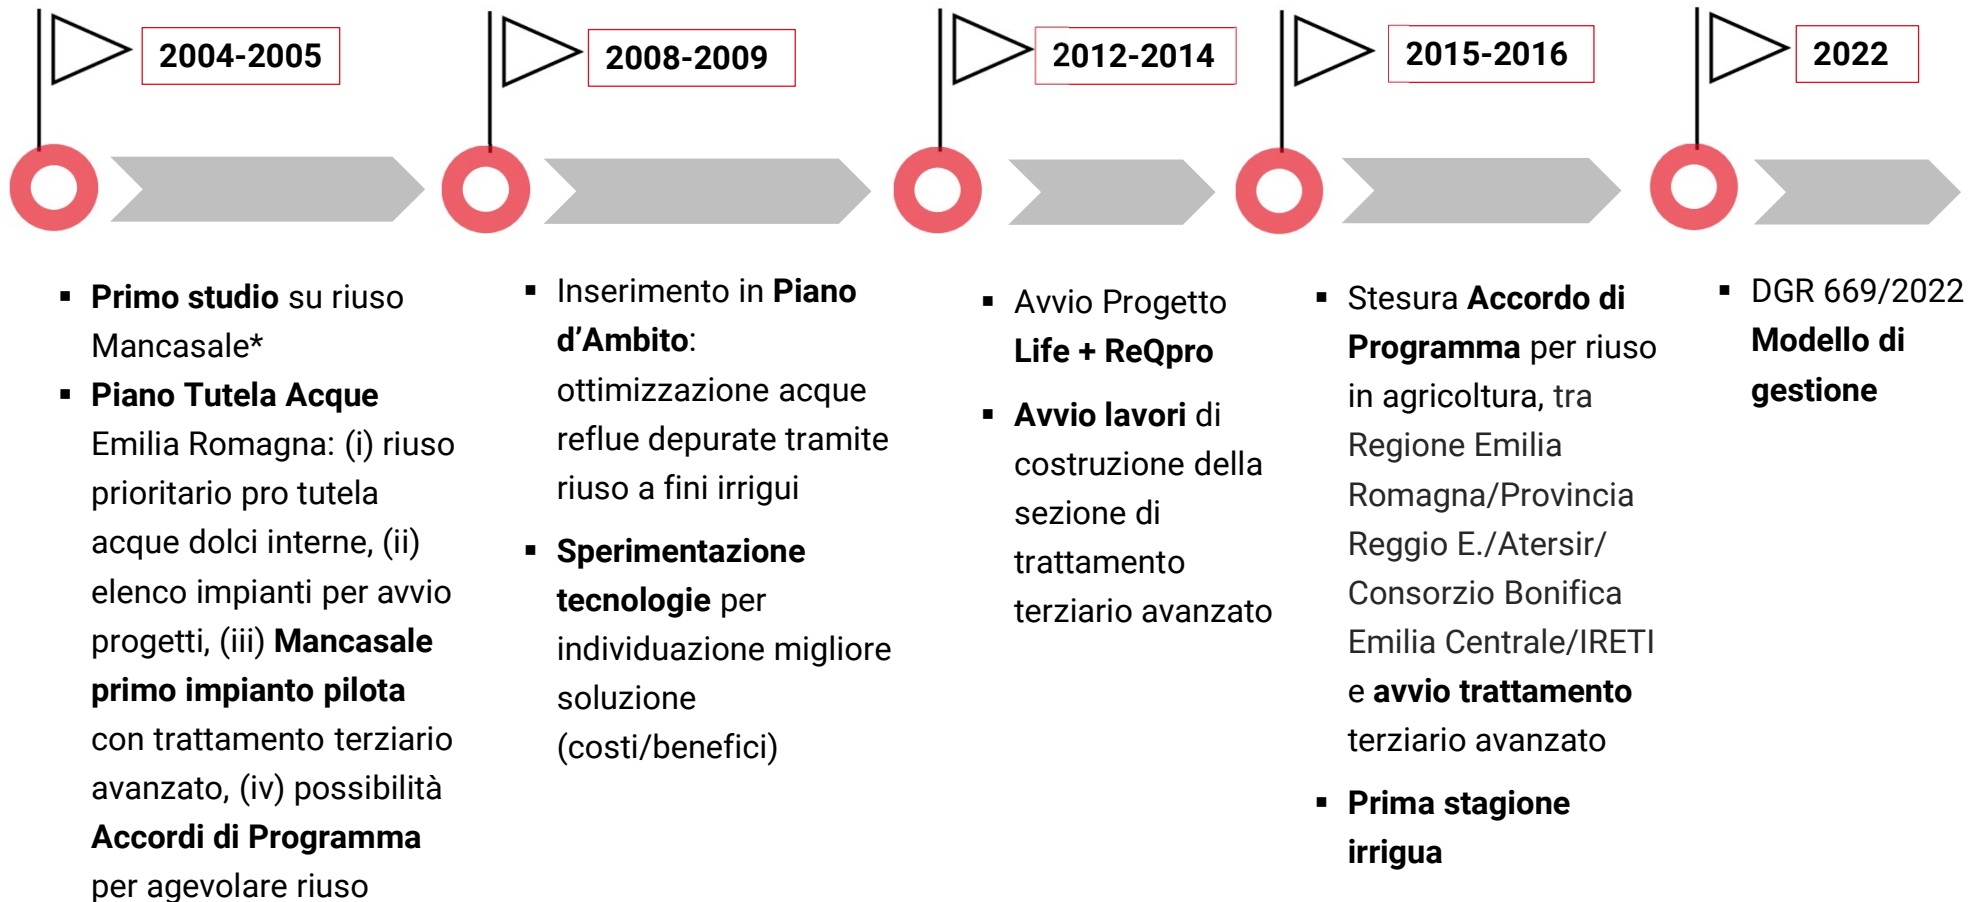 2004-2005
▪ Primo studio su riuso
Mancasale*
▪ Piano Tutela Acque
Emilia Romagna: (i) riuso
prioritario pro tutela
acque dolci interne, (ii)
elenco impianti per avvio
progetti, (iii) Mancasale
primo impianto pilota
con trattamento terziario
avanzato, (iv) possibilità
Accordi di Programma
per agevolare riuso
2008-2009
▪ Inserimento in Piano
d’Ambito:
ottimizzazione acque
reflue depurate tramite
riuso a fini irrigui
▪ Sperimentazione
tecnologie per
individuazione migliore
soluzione
(costi/benefici)
2012-2014
▪ Avvio Progetto
Life + ReQpro
▪ Avvio lavori di
costruzione della
sezione di
trattamento
terziario avanzato
2015-2016
▪ Stesura Accordo di
Programma per riuso
in agricoltura, tra
Regione Emilia
Romagna/Provincia
Reggio E./Atersir/
Consorzio Bonifica
Emilia Centrale/IRETI
e avvio trattamento
terziario avanzato
▪ Prima stagione
irrigua
2022
▪ DGR 669/2022
Modello di
gestione